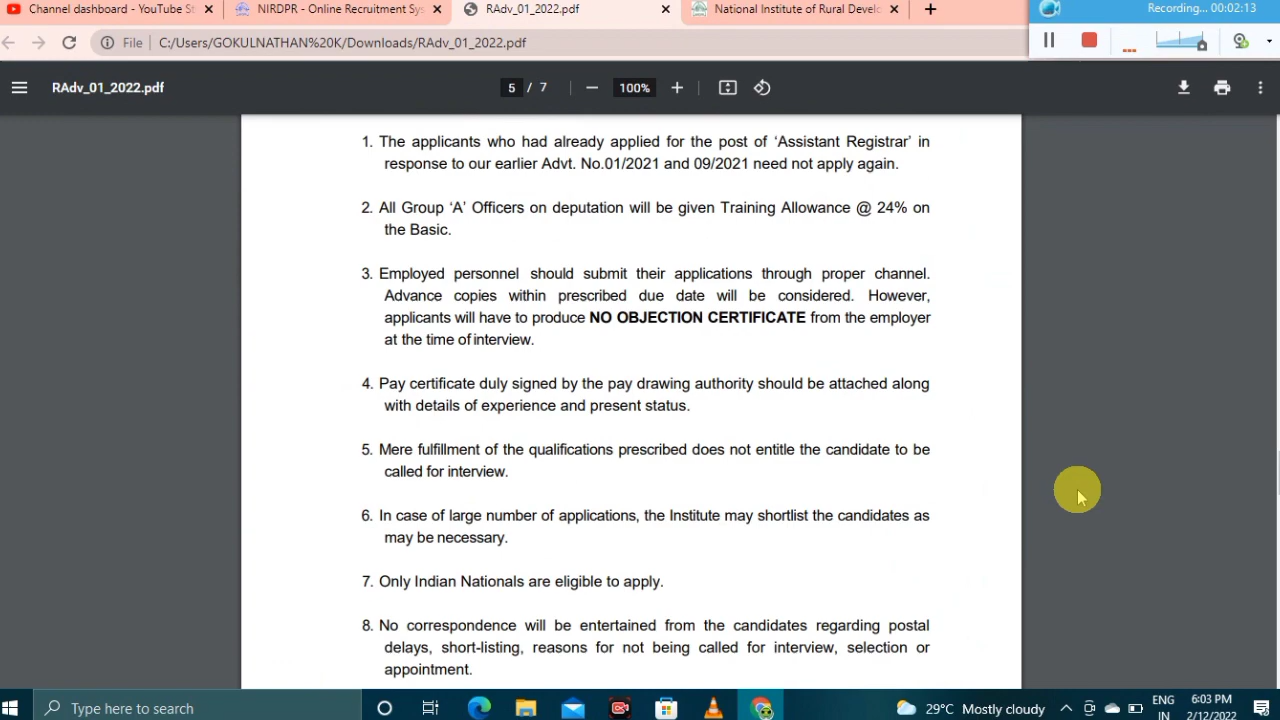 Channel dashboard - YouTube St
NIRDPR - Online Recruitment Sys
RAdv_01_2022.pdf
National Institute of Rural Develo
Recording... 00:02:13
File
C:/Users/GOKULNATHAN%20K/Downloads/RAdv_01_2022.pdf
RAdv_01_2022.pdf
5 / 7
100%
1. The applicants who had already applied for the post of ‘Assistant Registrar’ in
response to our earlier Advt. No.01/2021 and 09/2021 need not apply again.
2. All Group ‘A’ Officers on deputation will be given Training Allowance @ 24% on
the Basic.
3. Employed personnel should submit their applications through proper channel.
Advance copies within prescribed due date will be considered. However,
applicants will have to produce NO OBJECTION CERTIFICATE from the employer
at the time of interview.
4. Pay certificate duly signed by the pay drawing authority should be attached along
with details of experience and present status.
5. Mere fulfillment of the qualifications prescribed does not entitle the candidate to be
called for interview.
6. In case of large number of applications, the Institute may shortlist the candidates as
may be necessary.
7. Only Indian Nationals are eligible to apply.
8. No correspondence will be entertained from the candidates regarding postal
delays, short-listing, reasons for not being called for interview, selection or
appointment.
Type here to search
29°C Mostly cloudy
ENG
IN
6:03 PM
2/12/2022